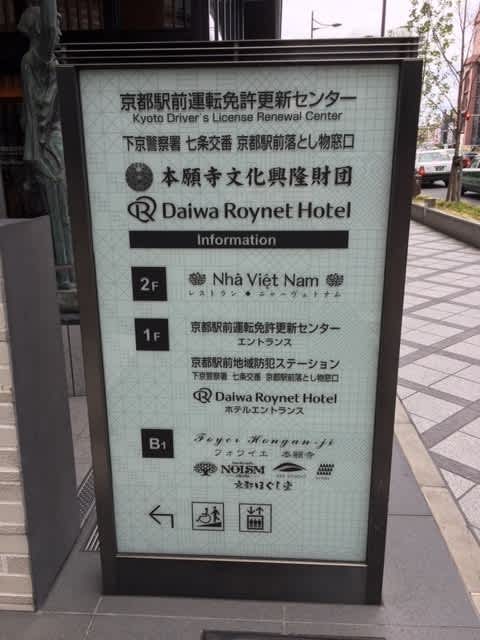 京都駅前運転免許更新センター
Kyoto Driver's License Renewal Center
下京警察署 七条交番 京都駅前落とし物窓口
本願寺文化興隆財団
Daiwa Roynet Hotel
Information
2F
Nhà Việt Nam
レストラン ◆ ニャーヴェトナム
1F
京都駅前運転免許更新センター
エントランス
京都駅前地域防犯ステーション
下京警察署 七条交番 京都駅前落とし物窓口
Daiwa Roynet Hotel
ホテルエントランス
B1
Foyer Hongan-ji
フォワイエ 本願寺
NOISM
京都ほぐし堂